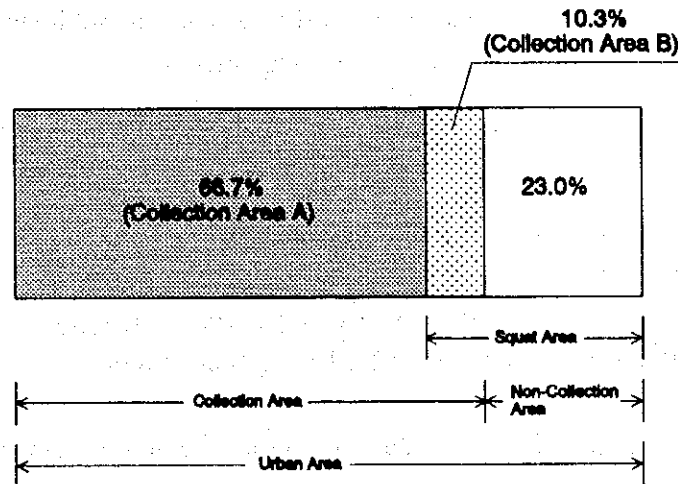 10.3%
(Collection Area B)
66.7%
(Collection Area A)
23.0%
Squat Area
Collection Area
Non-Collection
Area
Urban Area